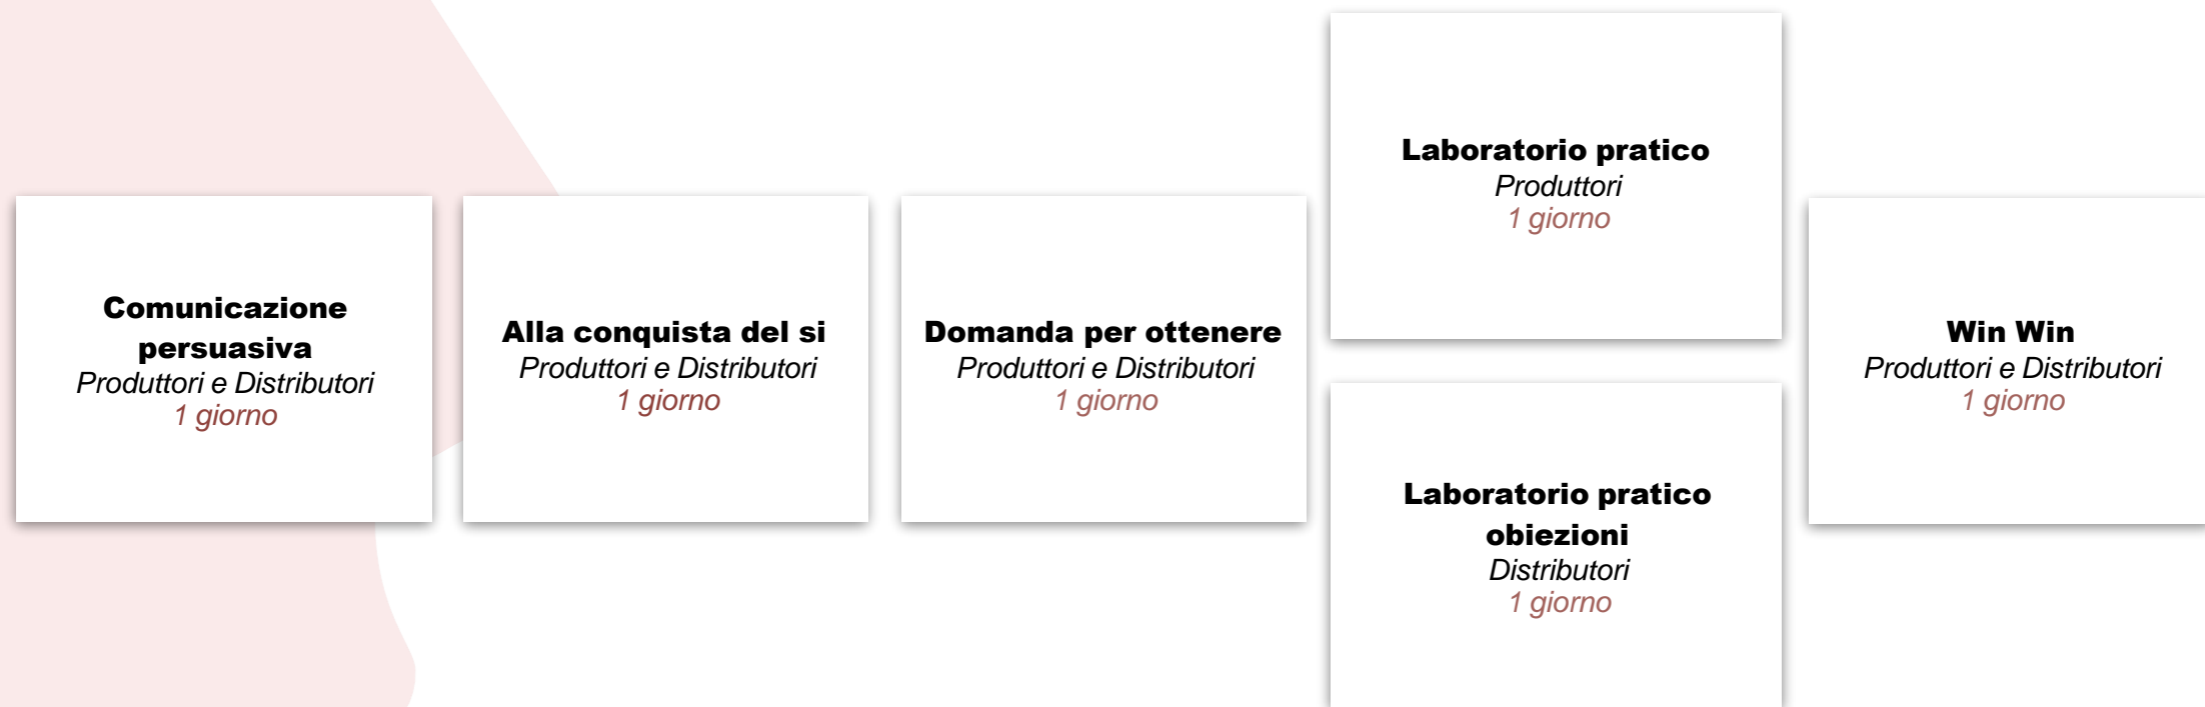 Comunicazione
persuasiva
Produttori e Distributori
1 giorno
Alla conquista del si
Produttori e Distributori
1 giorno
Domanda per ottenere
Produttori e Distributori
1 giorno
Laboratorio pratico
Produttori
1 giorno
Laboratorio pratico
obiezioni
Distributori
1 giorno
Win Win
Produttori e Distributori
1 giorno